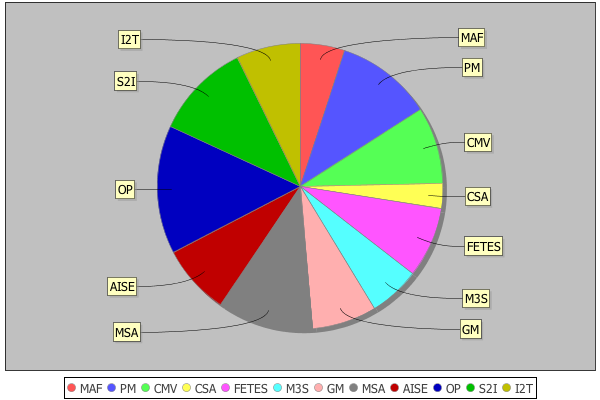 I2T
MAF
PM
S2I
CMV
OP
CSA
FETES
AISE
M3S
MSA
GM
MAF PM CMV CSA FETES M3S GM MSA AISE OP S2I I2T